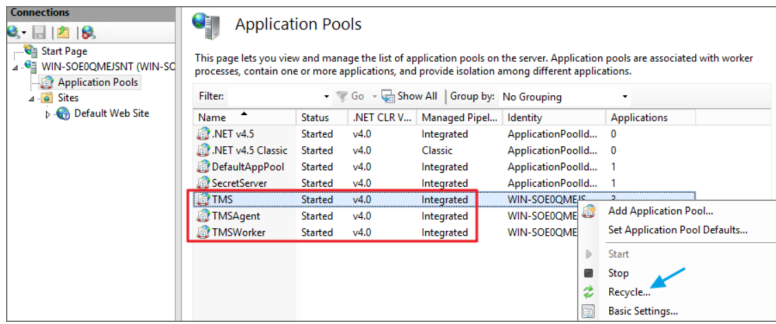 Connections
Start Page
WIN-SOE0QMEJSNT (WIN-SC
Application Pools
Sites
Default Web Site
Application Pools
This page lets you view and manage the list of application pools on the server. Application pools are associated with worker
processes, contain one or more applications, and provide isolation among different applications.
Filter: Go Show All Group by: No Grouping
Name Status .NET CLR V... Managed Pipel... Identity Applications
.NET v4.5 Started v4.0 Integrated ApplicationPoolId... 0
.NET v4.5 Classic Started v4.0 Classic ApplicationPoolId... 0
DefaultAppPool Started v4.0 Integrated ApplicationPoolId... 1
SecretServer Started v4.0 Integrated ApplicationPoolId... 1
TMS Started v4.0 Integrated
TMSAgent Started v4.0 Integrated WIN-SOE0QME
TMSWorker Started v4.0 Integrated WIN-SOE0QME
Add Application Pool...
Set Application Pool Defaults...
Start
Stop
Recycle...
Basic Settings...